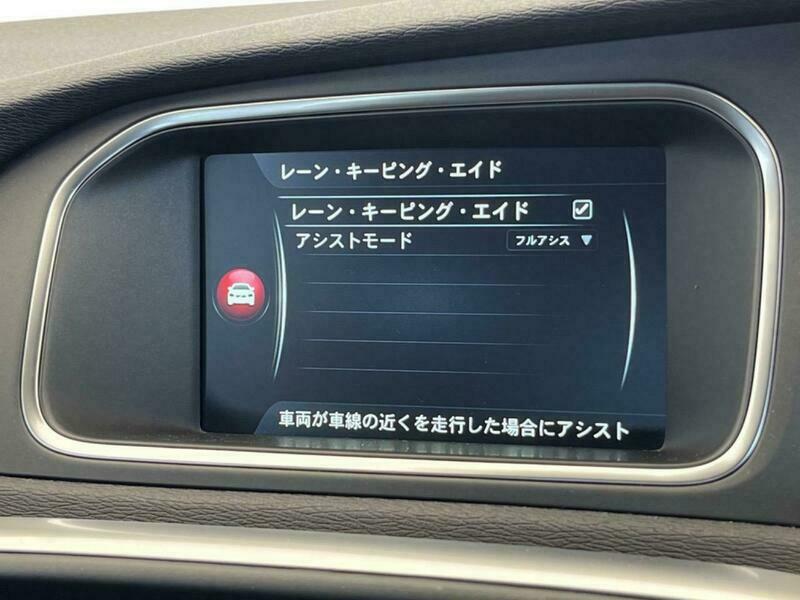 レーン・キーピング・エイド
レーン・キーピング・エイド
アシストモード フルアシス
車両が車線の近くを走行した場合にアシスト